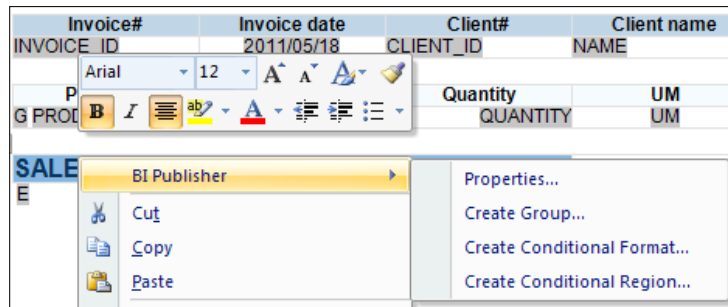 Invoice# Invoice date Client# Client name
INVOICE_ID 2011/05/18 CLIENT_ID NAME
Arial 12 A A A
P Quantity UM
G PROD QUANTITY UM
B I ab A
SALE
E
BI Publisher
Cut
Copy
Paste
Properties...
Create Group...
Create Conditional Format...
Create Conditional Region...